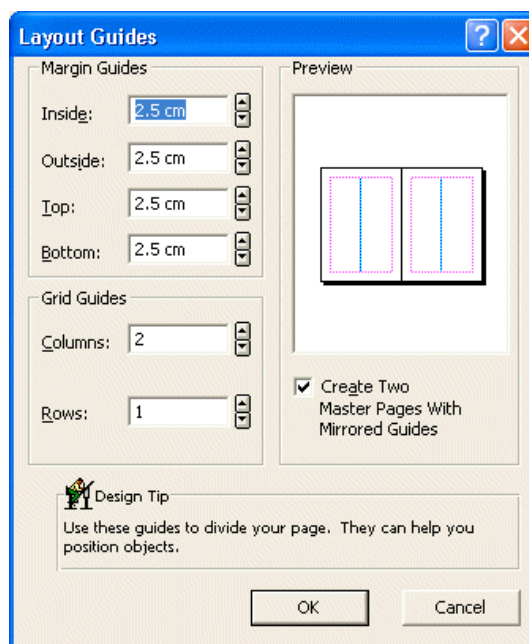 Layout Guides
Margin Guides
Inside: 2.5 cm
Outside: 2.5 cm
Top: 2.5 cm
Bottom: 2.5 cm
Grid Guides
Columns: 2
Rows: 1
Preview
Create Two
Master Pages With
Mirrored Guides
Design Tip
Use these guides to divide your page. They can help you
position objects.
OK
Cancel